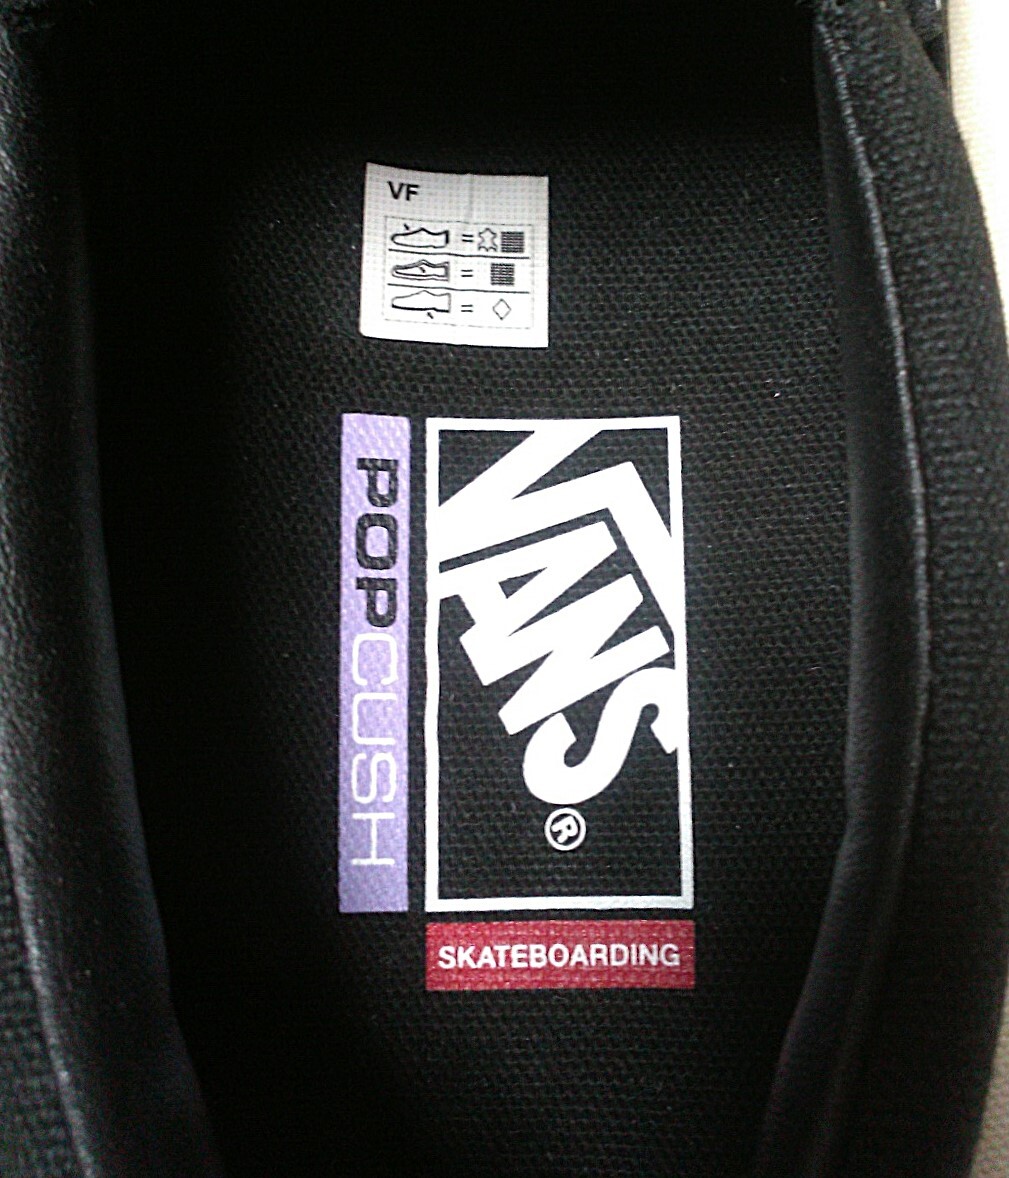 VF
=
=
=
POPCUSH
VANS
®
SKATEBOARDING